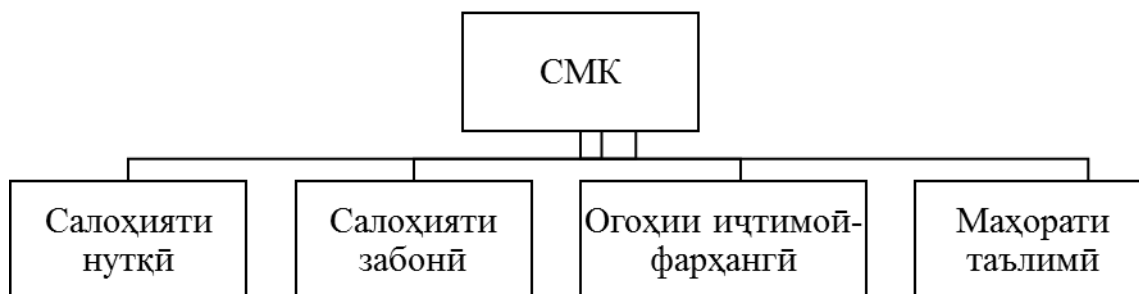 СМК
Салоҳияти
нутқӣ
Салоҳияти
забонӣ
Огоҳии иҷтимоӣ-
фарҳангӣ
Маҳорати
таълимӣ